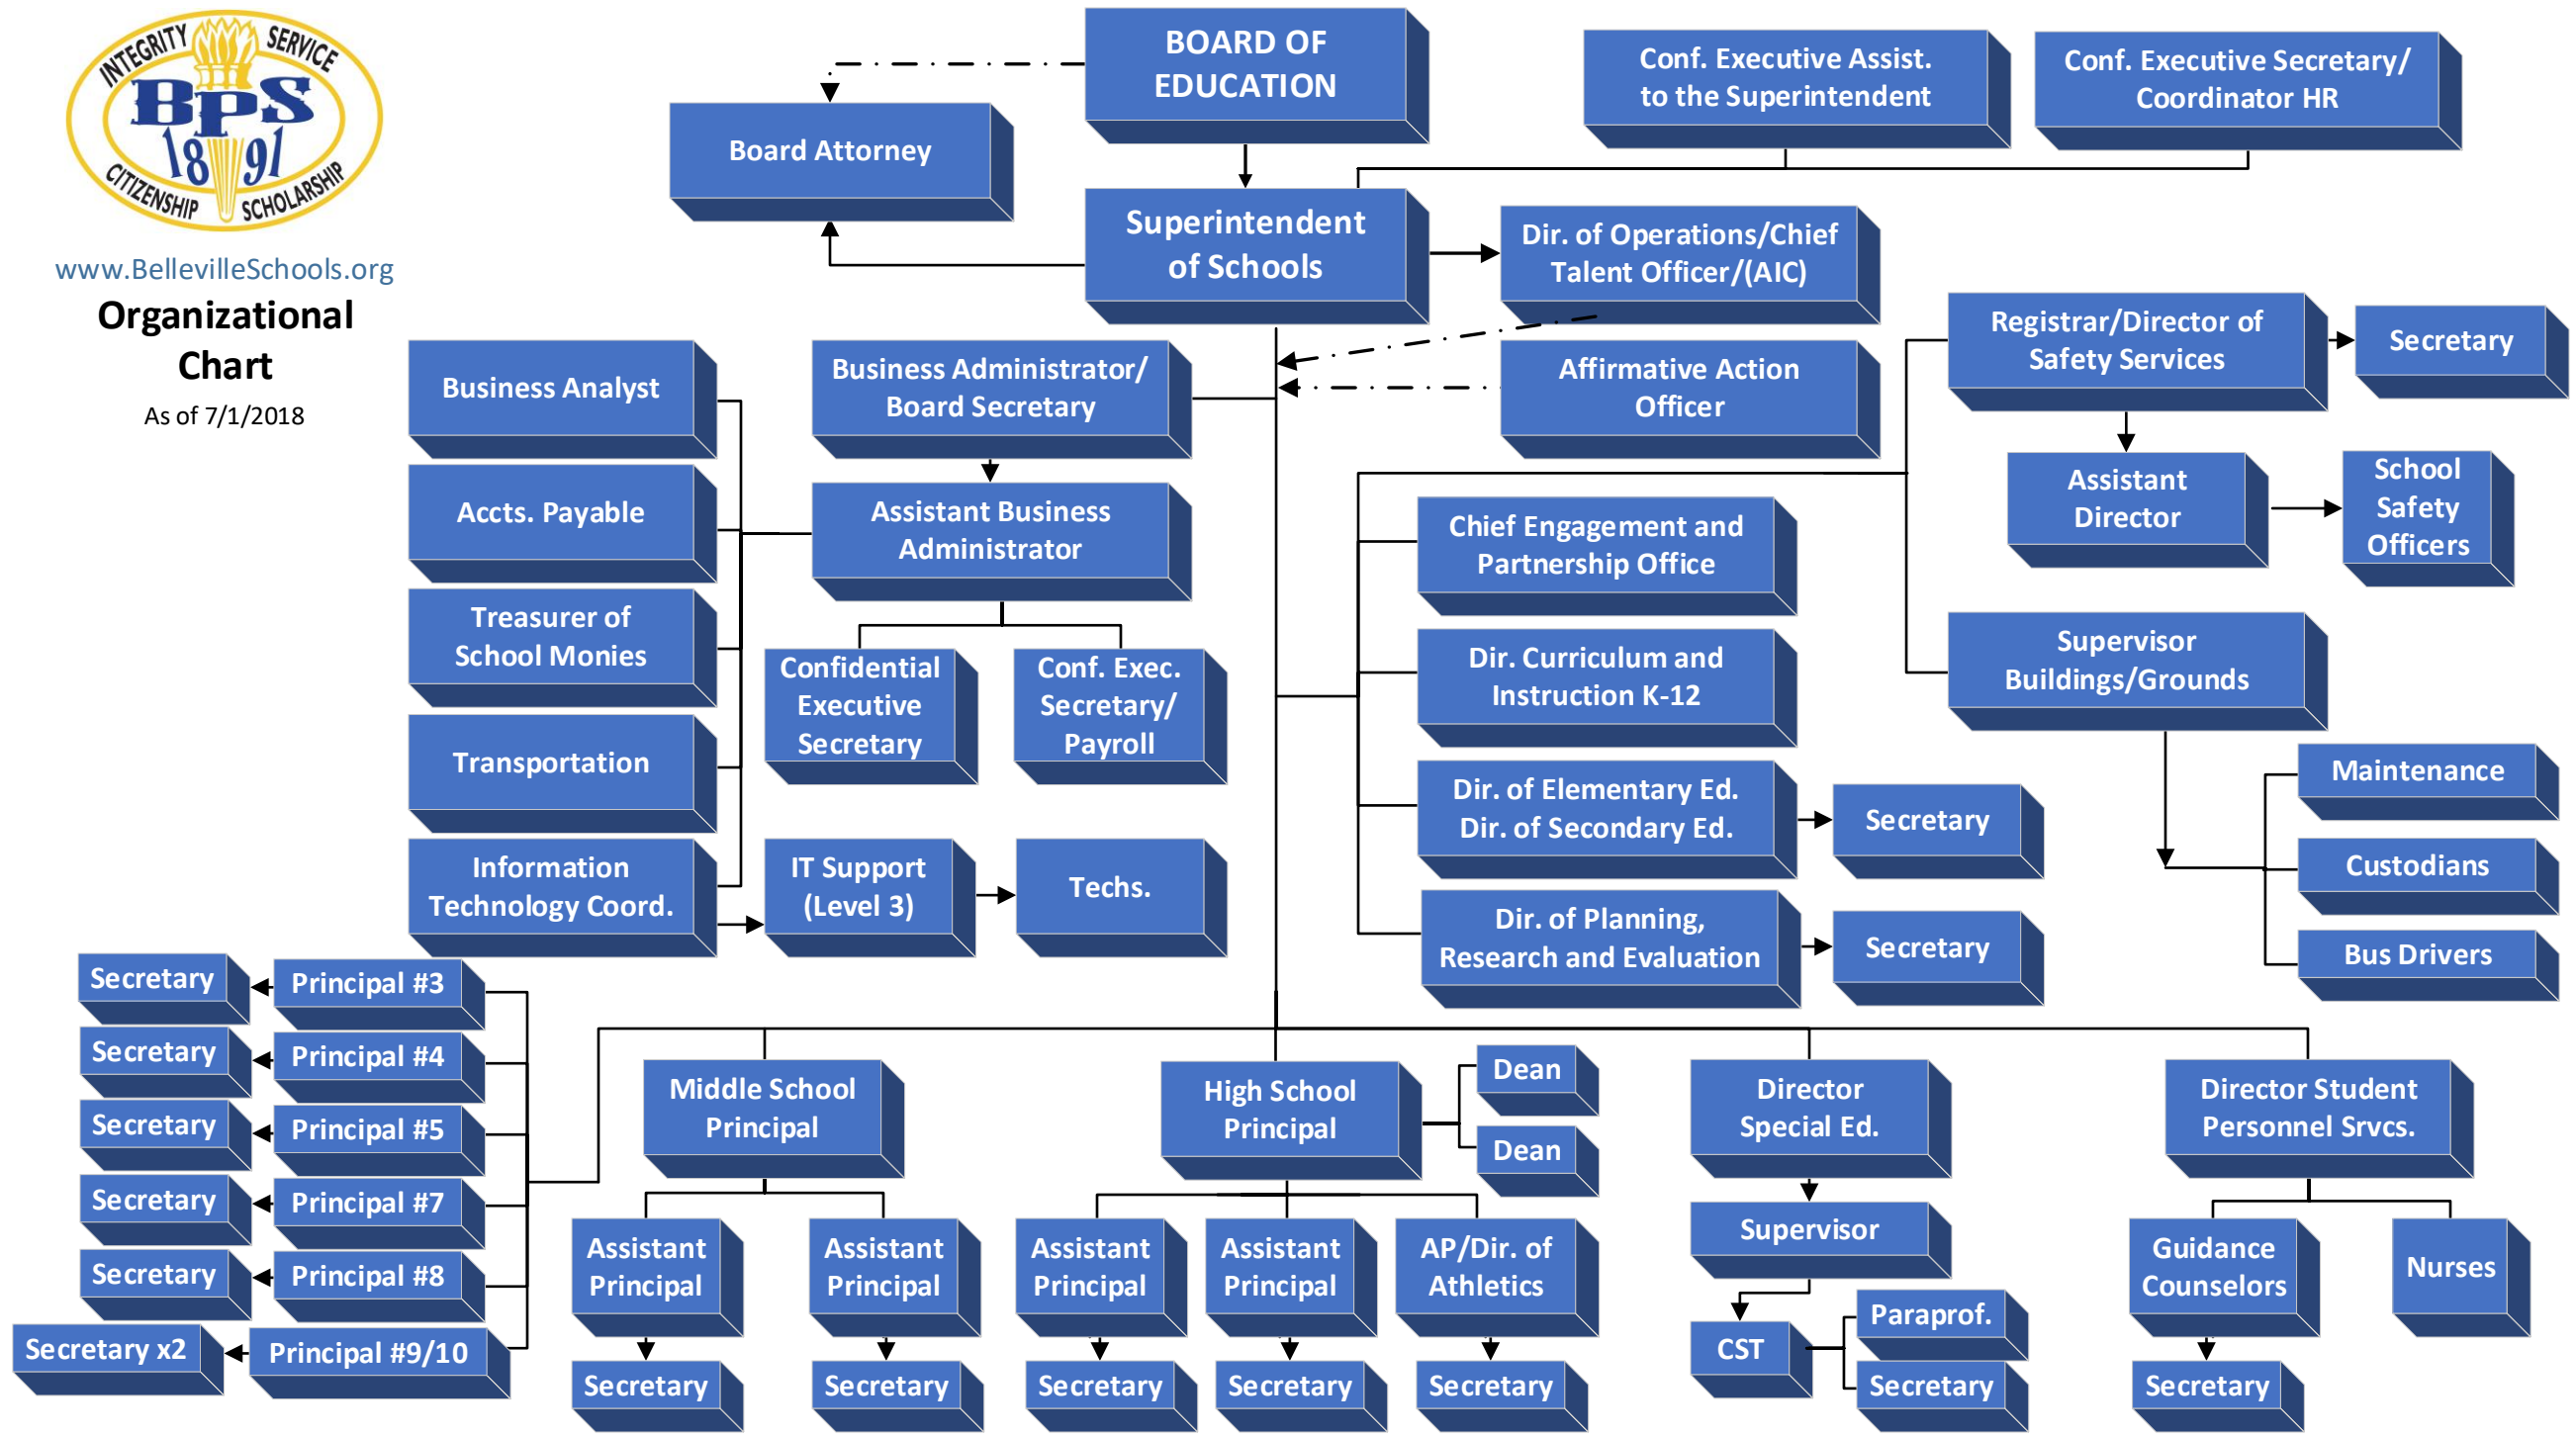 INTEGRITY
SERVICE
BPS
1891
CITIZENSHIP
SCHOLARSHIP
www.BellevilleSchools.org
Organizational
Chart
As of 7/1/2018
BOARD OF
EDUCATION
Conf. Executive Assist.
to the Superintendent
Conf. Executive Secretary/
Coordinator HR
Board Attorney
Superintendent
of Schools
Dir. of Operations/Chief
Talent Officer/(AIC)
Business Analyst
Business Administrator/
Board Secretary
Affirmative Action
Officer
Registrar/Director of
Safety Services
Secretary
Accts. Payable
Assistant Business
Administrator
Chief Engagement and
Partnership Office
Assistant
Director
School
Safety
Officers
Treasurer of
School Monies
Confidential
Executive
Secretary
Conf. Exec.
Secretary/
Payroll
Dir. Curriculum and
Instruction K-12
Supervisor
Buildings/Grounds
Transportation
Dir. of Elementary Ed.
Dir. of Secondary Ed.
Secretary
Maintenance
Custodians
Bus Drivers
Information
Technology Coord.
IT Support
(Level 3)
Techs.
Dir. of Planning,
Research and Evaluation
Secretary
Secretary
Principal #3
Secretary
Principal #4
Secretary
Principal #5
Secretary
Principal #7
Secretary
Principal #8
Secretary x2
Principal #9/10
Middle School
Principal
High School
Principal
Dean
Dean
Director
Special Ed.
Director Student
Personnel Srvcs.
Assistant
Principal
Assistant
Principal
Assistant
Principal
Assistant
Principal
AP/Dir. of
Athletics
Supervisor
Guidance
Counselors
Nurses
CST
Paraprof.
Secretary
Secretary
Secretary
Secretary
Secretary
Secretary
Secretary